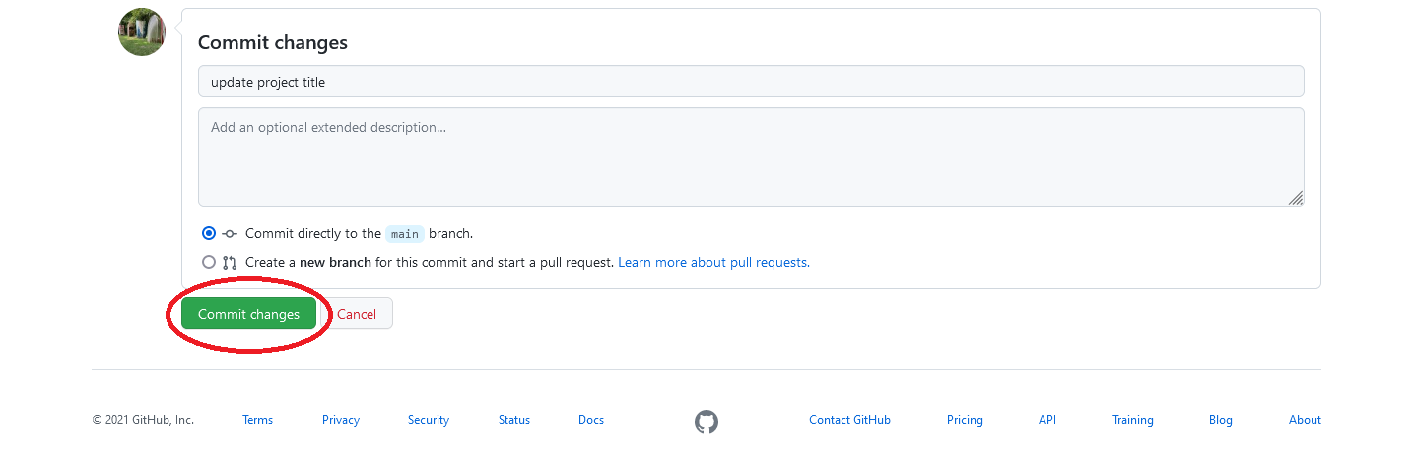 Commit changes
update project title
Add an optional extended description...
Commit directly to the main branch.
Create a new branch for this commit and start a pull request. Learn more about pull requests.
Commit changes Cancel
© 2021 GitHub, Inc. Terms Privacy Security Status Docs Contact GitHub Pricing API Training Blog About